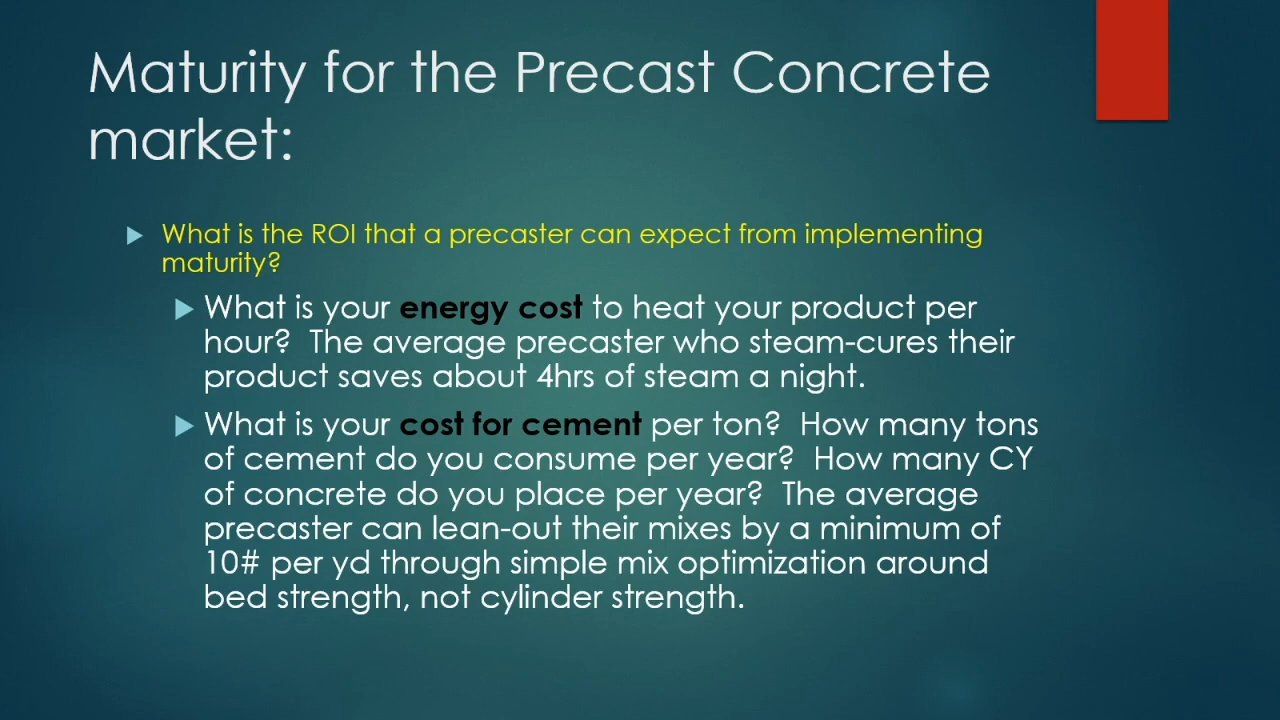 Maturity for the Precast Concrete
market:
What is the ROI that a precaster can expect from implementing
maturity?
What is your energy cost to heat your product per
hour?  The average precaster who steam-cures their
product saves about 4hrs of steam a night.
What is your cost for cement per ton?  How many tons
of cement do you consume per year?  How many CY
of concrete do you place per year?  The average
precaster can lean-out their mixes by a minimum of
10# per yd through simple mix optimization around
bed strength, not cylinder strength.